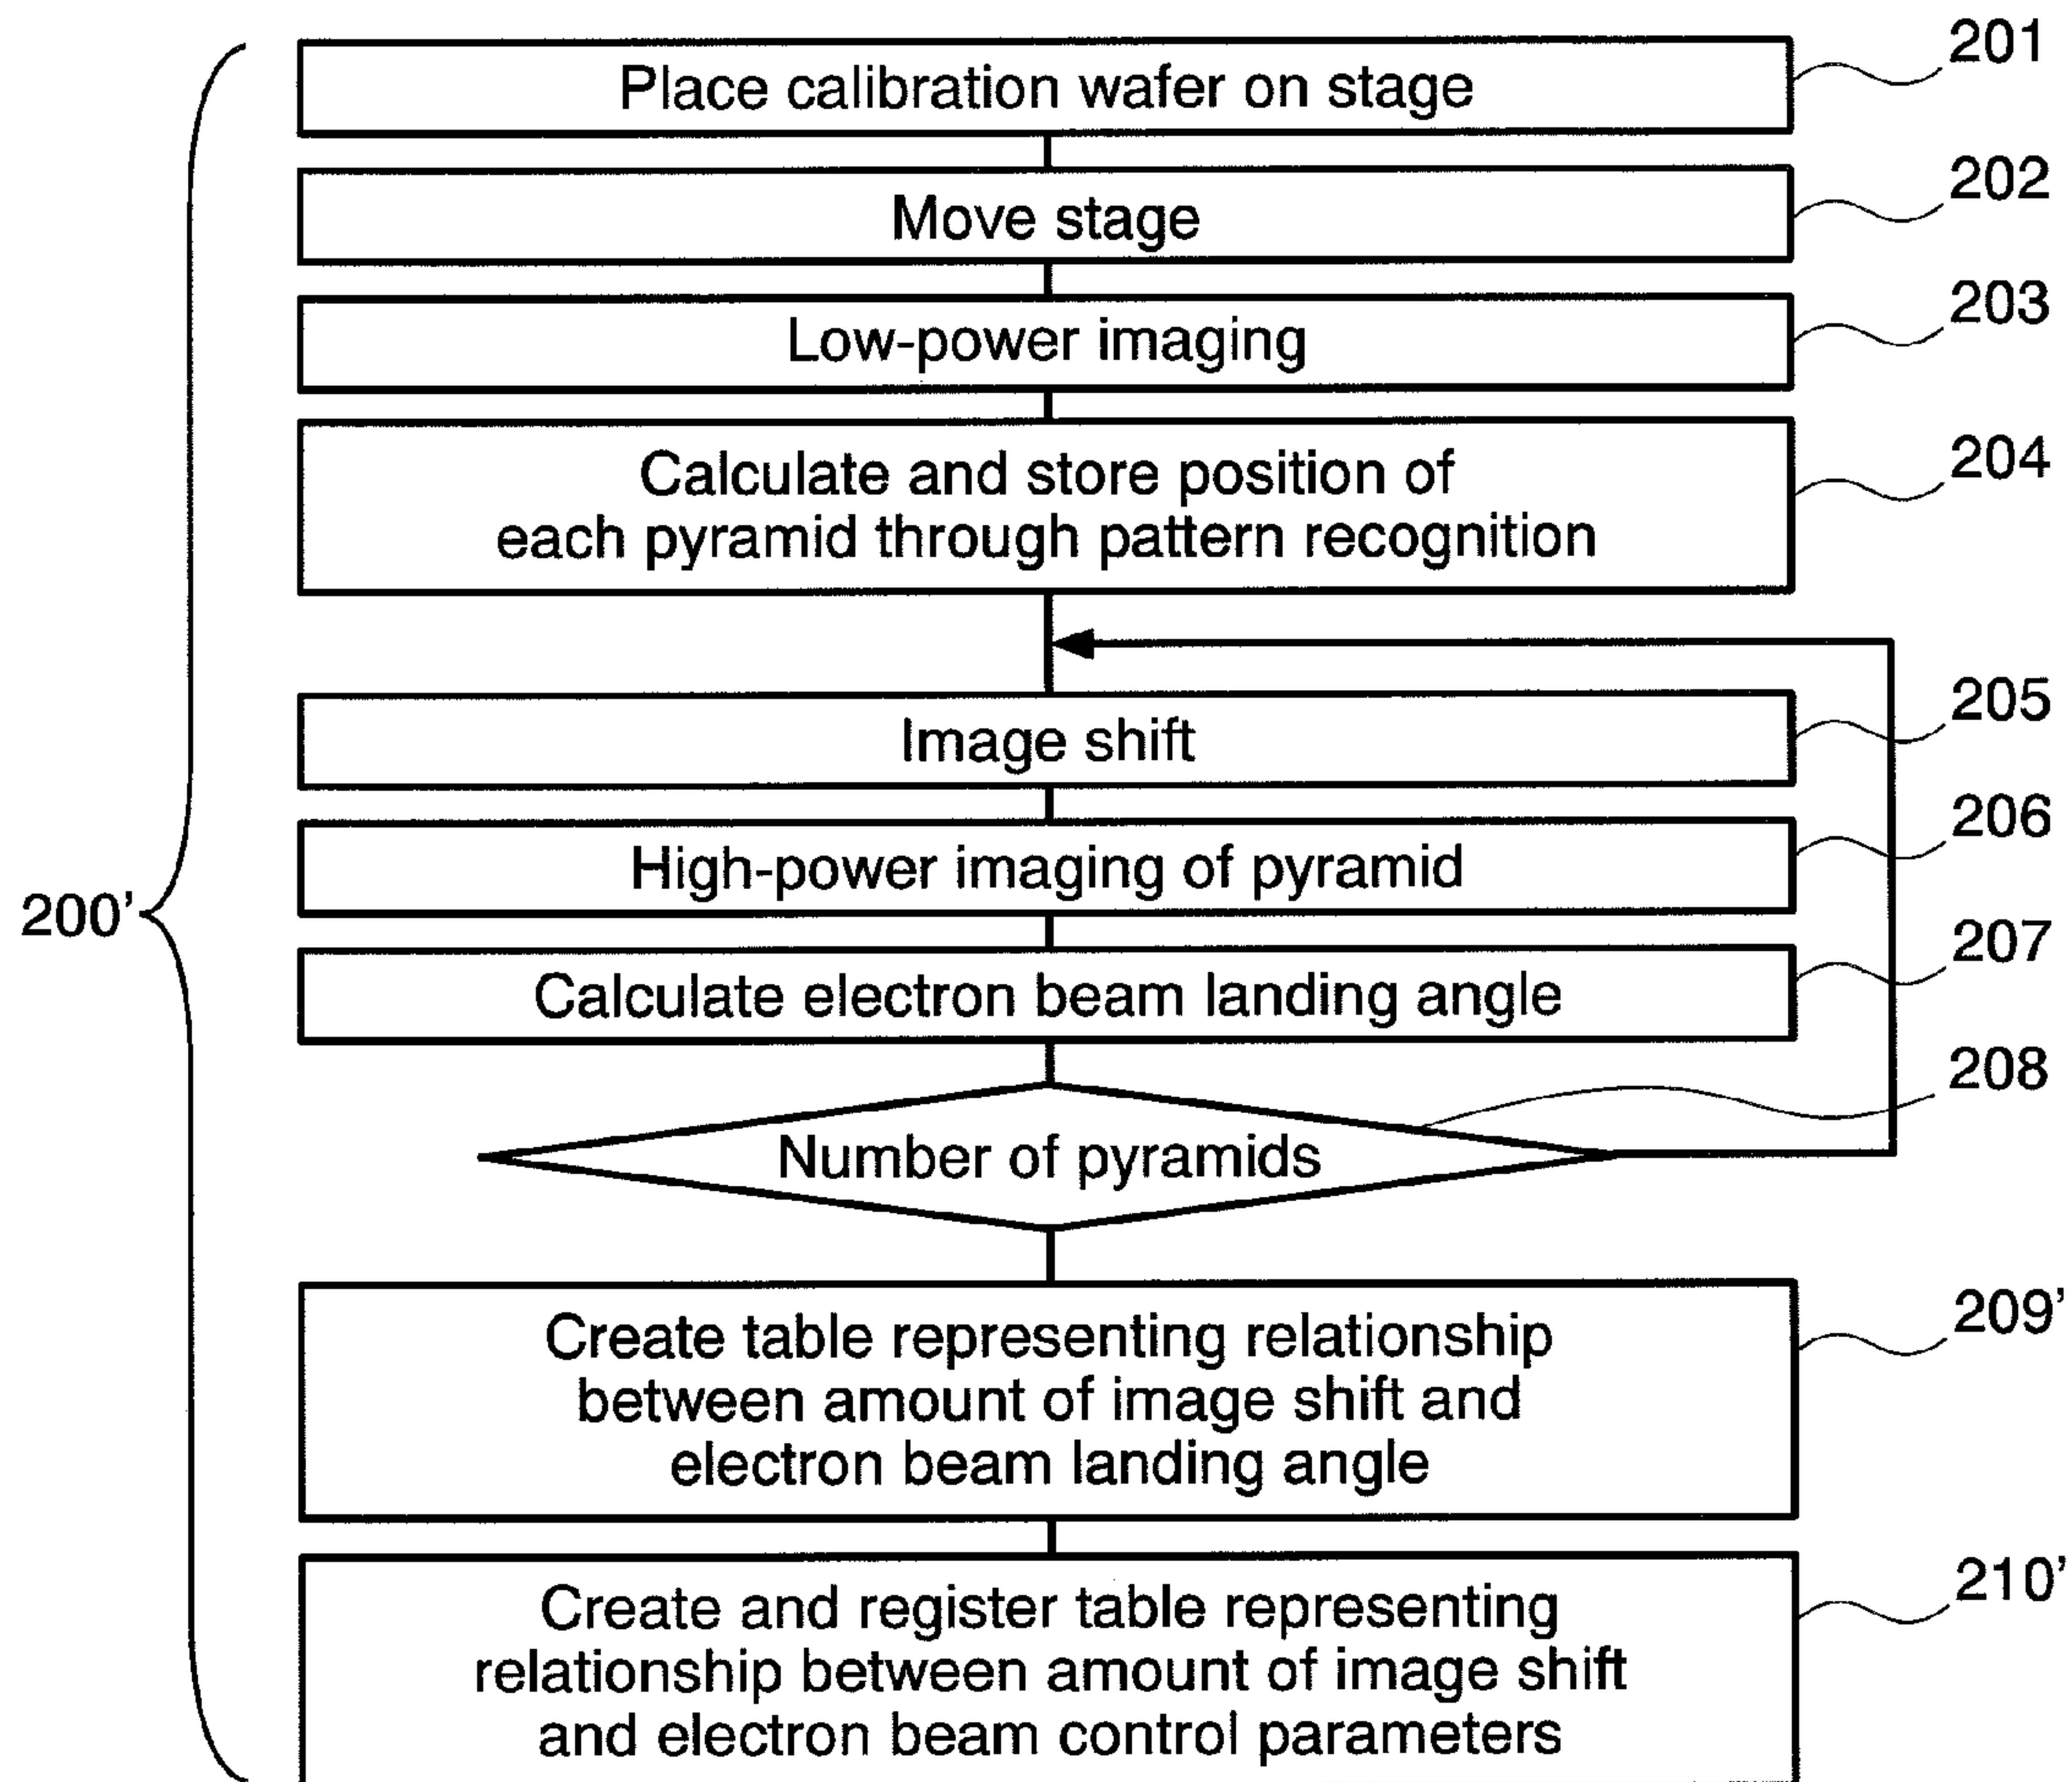 201
Place calibration wafer on stage
202
Move stage
203
Low-power imaging
204
Calculate and store position of
each pyramid through pattern recognition
205
Image shift
206
High-power imaging of pyramid
200'
207
Calculate electron beam landing angle
208
Number of pyramids
209'
Create table representing relationship
between amount of image shift and
electron beam landing angle
210'
Create and register table representing
relationship between amount of image shift
and electron beam control parameters